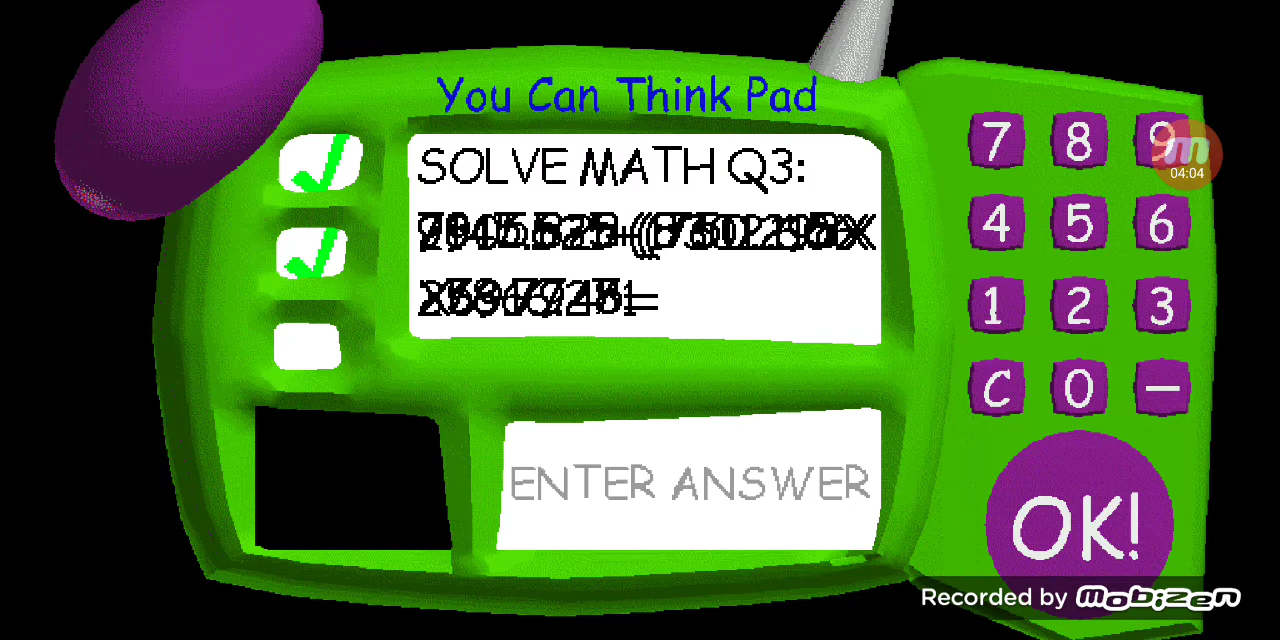 You Can Think Pad
SOLVE MATH Q3:
ENTER ANSWER
7 8 9
4 5 6
1 2 3
C 0 —
OK!
m
04:04
Recorded by mobizen